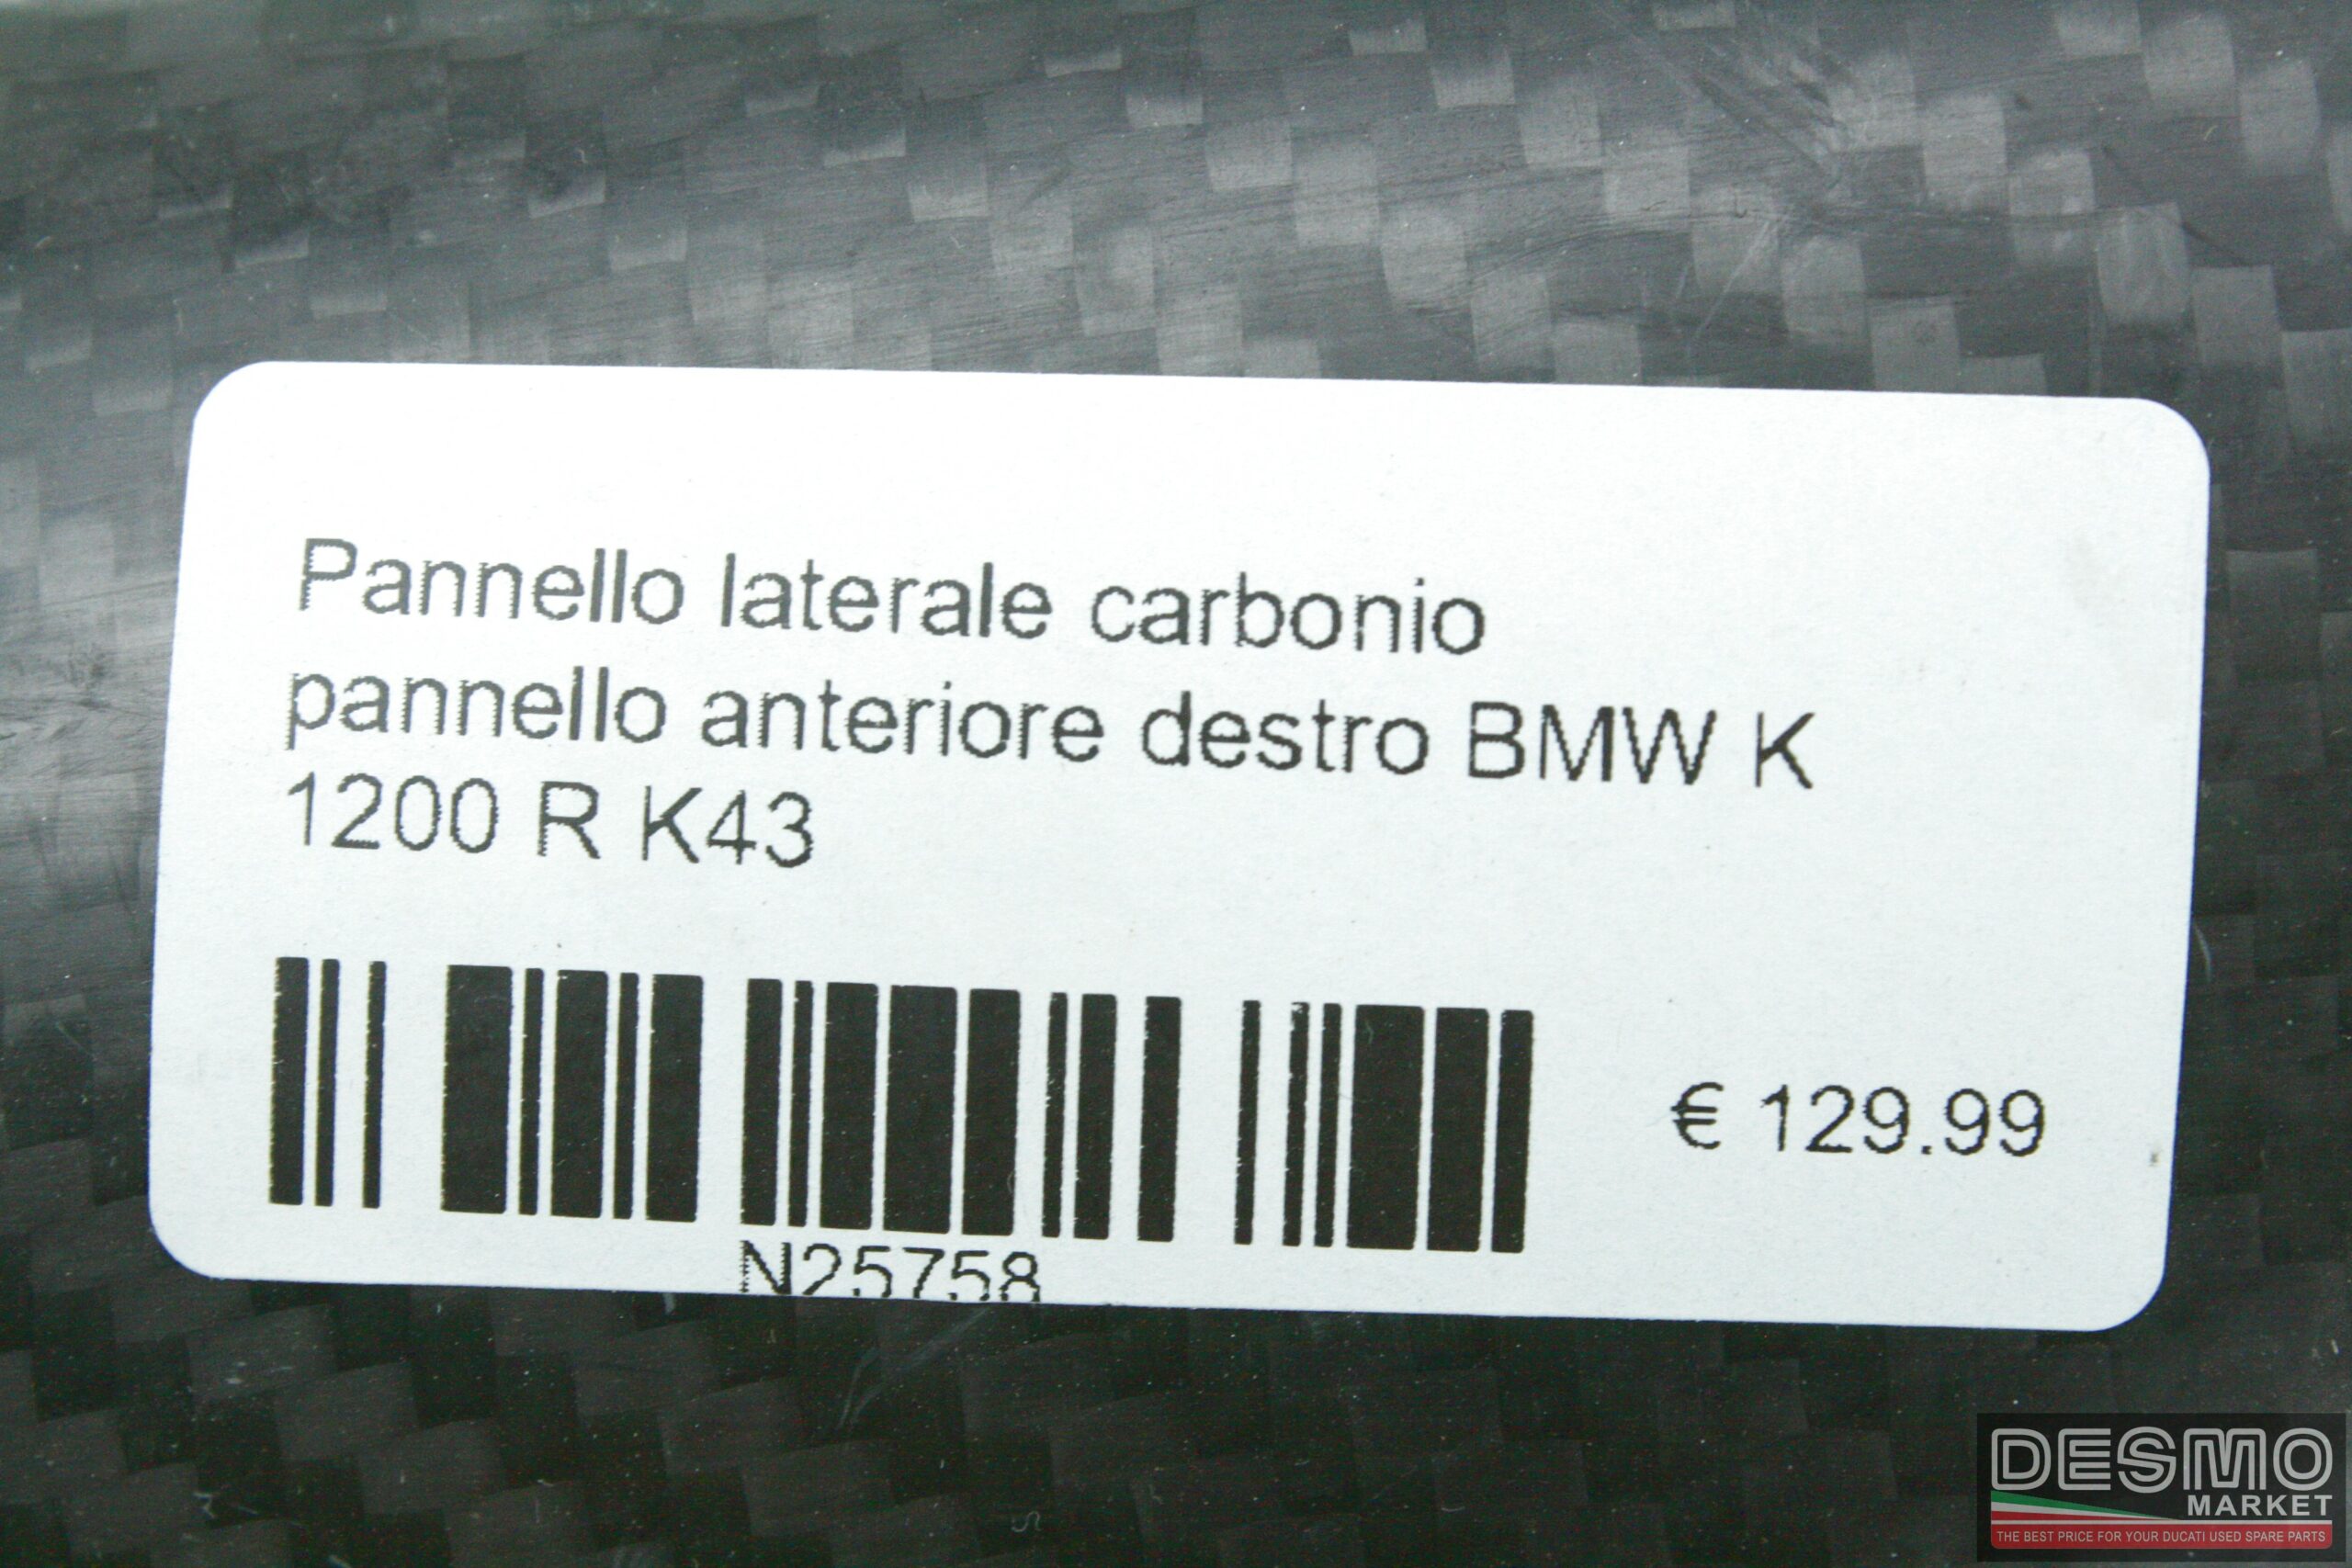 Pannello laterale carbonio
pannello anteriore destro BMW K
1200 R K43
€ 129.99
N25758
DESMO
MARKET
THE BEST PRICE FOR YOUR DUCATI USED SPARE PARTS